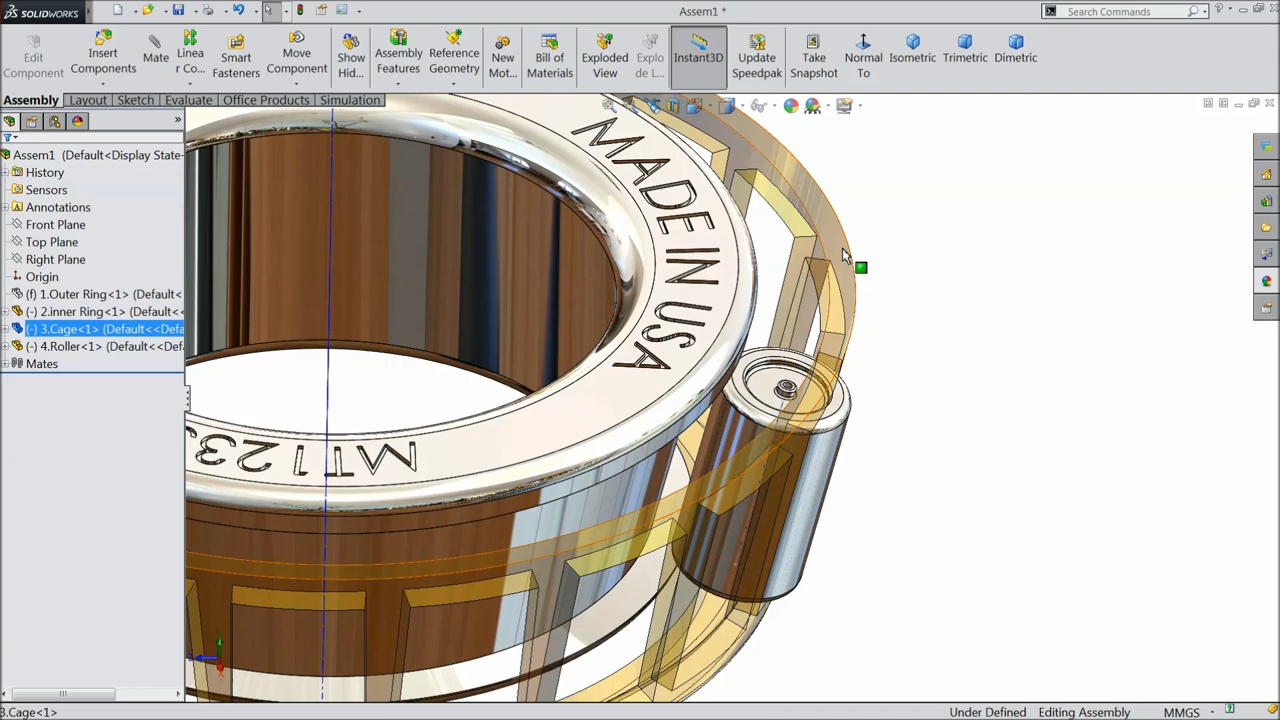 SOLIDWORKS
Assem1 *
Search Commands
Edit Component
Insert Components
Mate
Linea r Co...
Smart Fasteners
Move Component
Show Hid...
Assembly Features
Reference Geometry
New Mot...
Bill of Materials
Exploded View
Explo de L...
Instant3D
Update Speedpak
Take Snapshot
Normal To
Isometric
Trimetric
Dimetric
Assembly Layout Sketch Evaluate Office Products Simulation
Assem1 (Default<Display State-
History
Sensors
Annotations
Front Plane
Top Plane
Right Plane
Origin
(f) 1.Outer Ring<1> (Default<
(-) 2.inner Ring<1> (Default<
(-) 3.Cage<1> (Default<<Defa
(-) 4.Roller<1> (Default<<Def
Mates
MADE IN USA
MT123
3.Cage<1>
Under Defined
Editing Assembly
MMGS